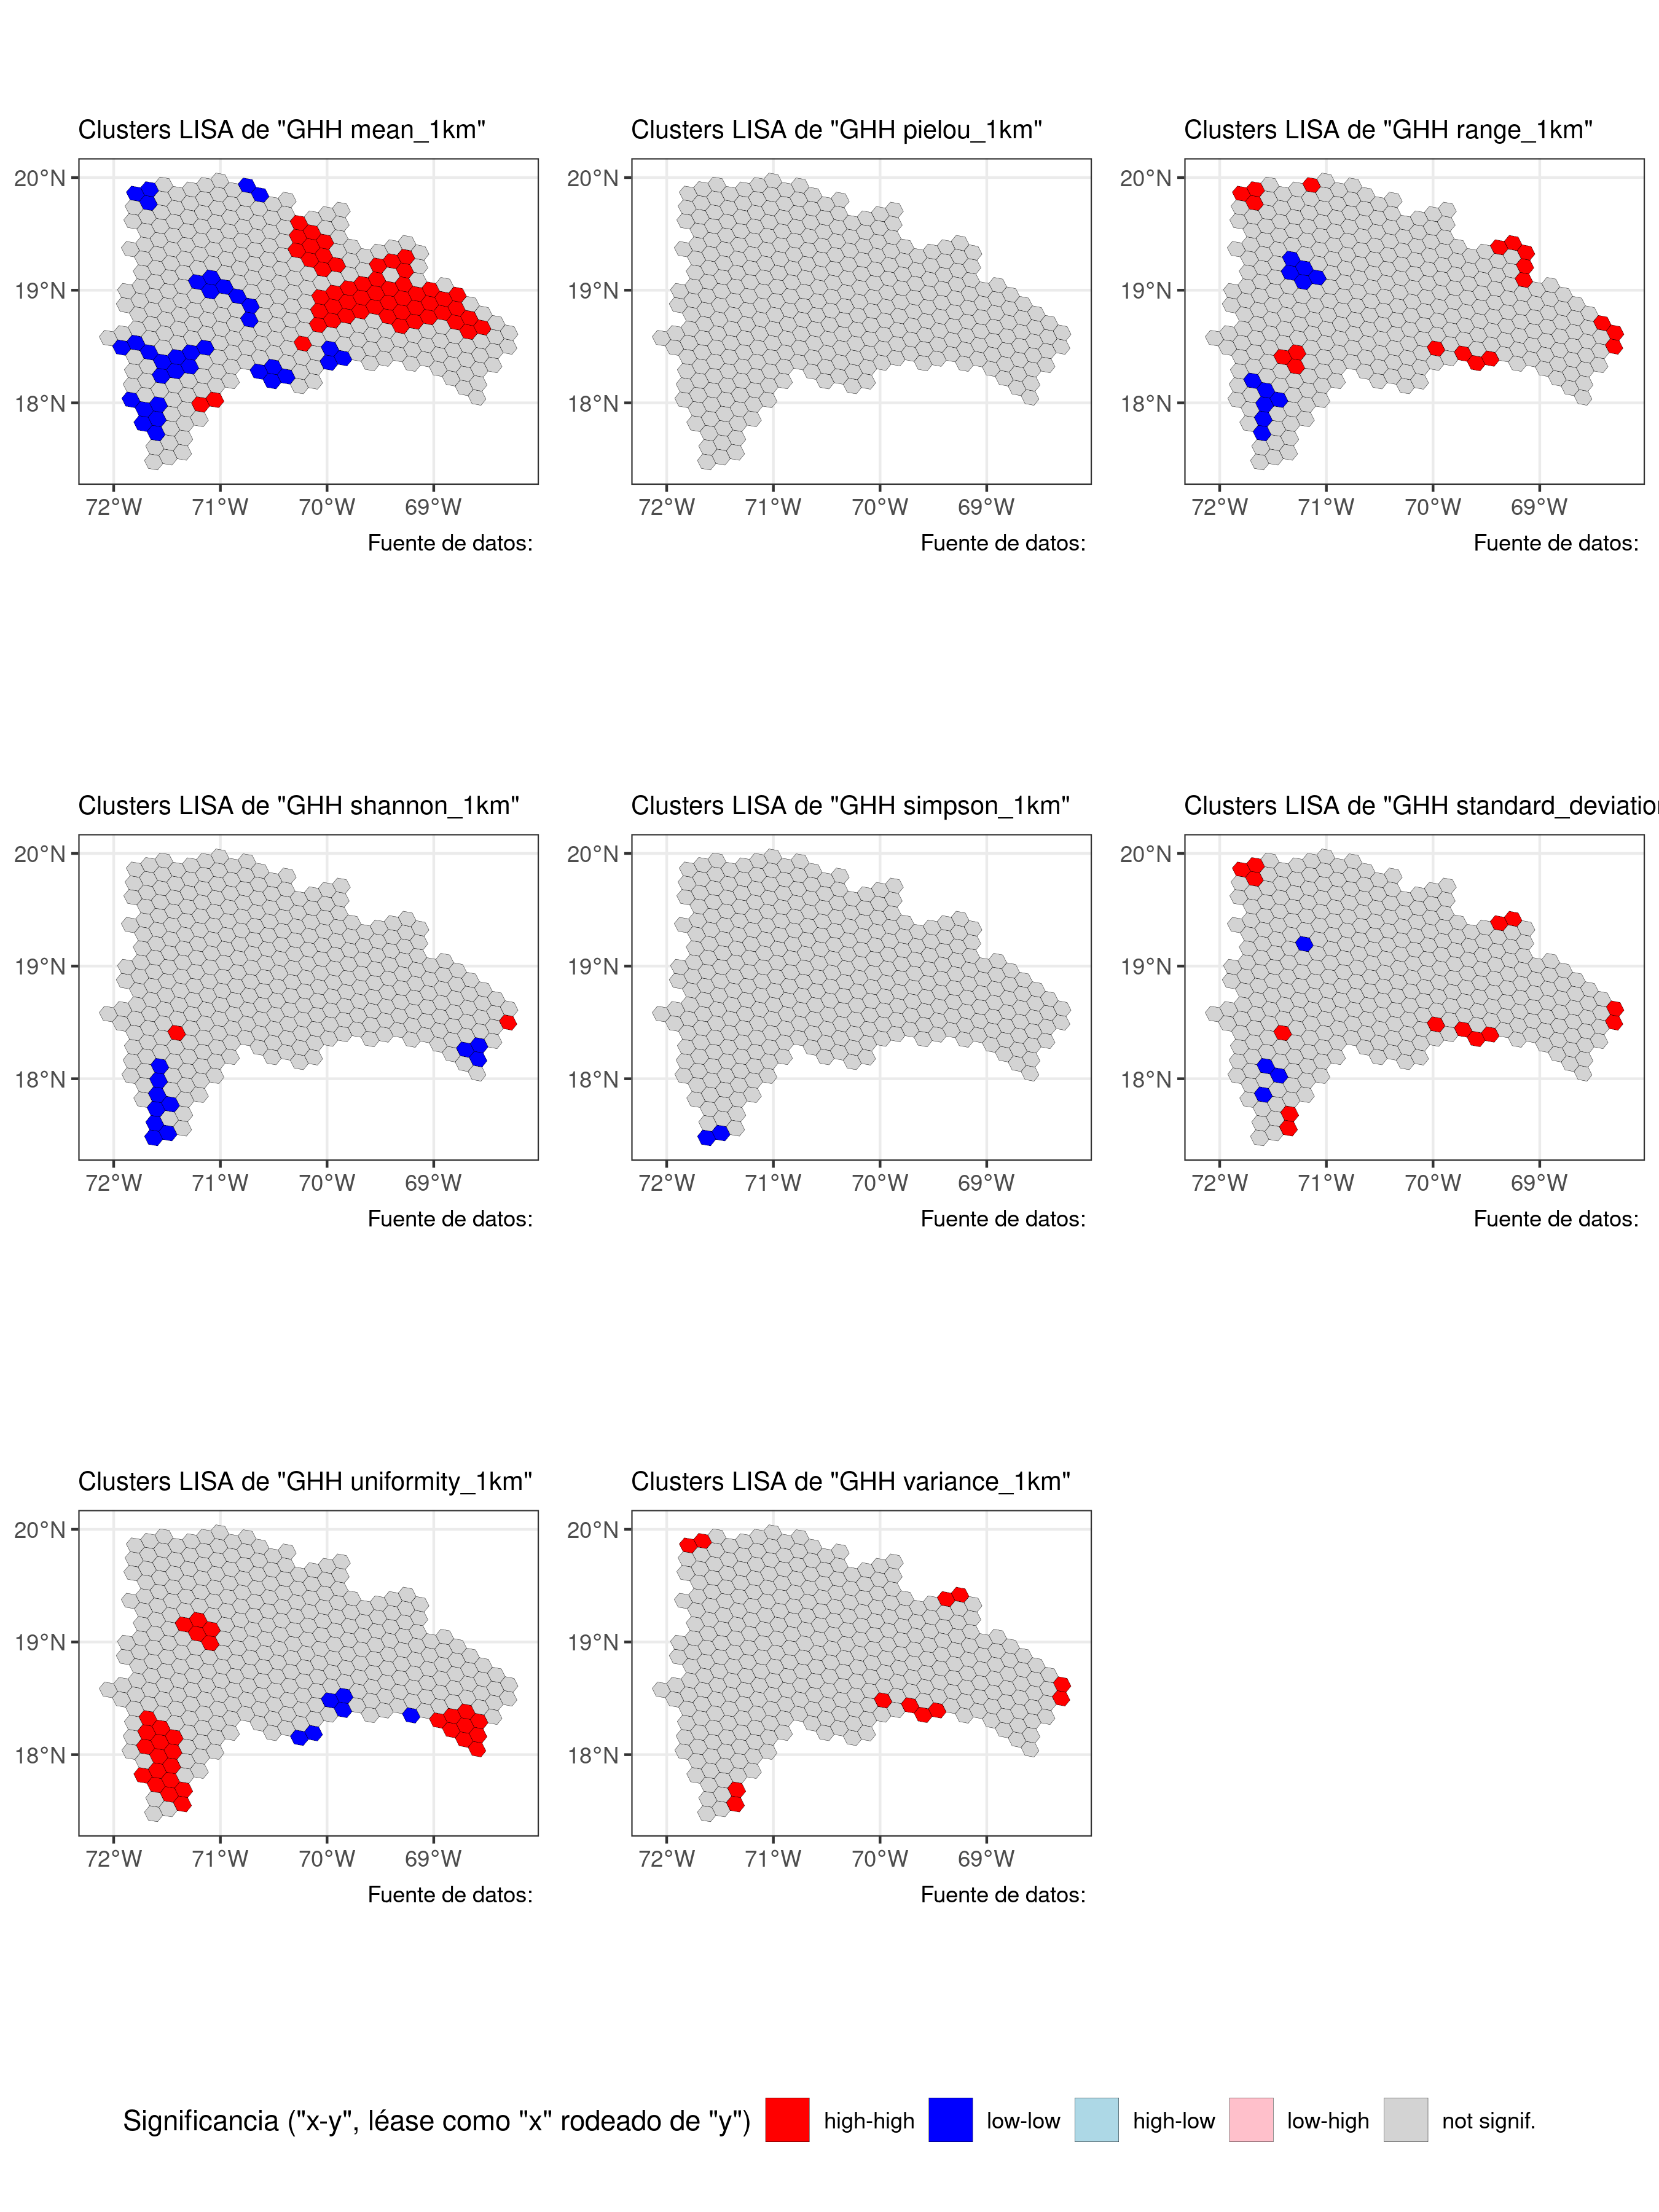 Clusters LISA de "GHH mean_1km"
Clusters LISA de "GHH pielou_1km"
Clusters LISA de "GHH range_1km"
20°N
19°N
18°N
72°W 71°W 70°W 69°W
Fuente de datos:
20°N
19°N
18°N
72°W 71°W 70°W 69°W
Fuente de datos:
20°N
19°N
18°N
72°W 71°W 70°W 69°W
Fuente de datos:
Clusters LISA de "GHH shannon_1km"
Clusters LISA de "GHH simpson_1km"
Clusters LISA de "GHH standard_deviation
20°N
19°N
18°N
72°W 71°W 70°W 69°W
Fuente de datos:
20°N
19°N
18°N
72°W 71°W 70°W 69°W
Fuente de datos:
20°N
19°N
18°N
72°W 71°W 70°W 69°W
Fuente de datos:
Clusters LISA de "GHH uniformity_1km"
Clusters LISA de "GHH variance_1km"
20°N
19°N
18°N
72°W 71°W 70°W 69°W
Fuente de datos:
20°N
19°N
18°N
72°W 71°W 70°W 69°W
Fuente de datos:
Significancia ("x-y", léase como "x" rodeado de "y") high-high low-low high-low low-high not signif.